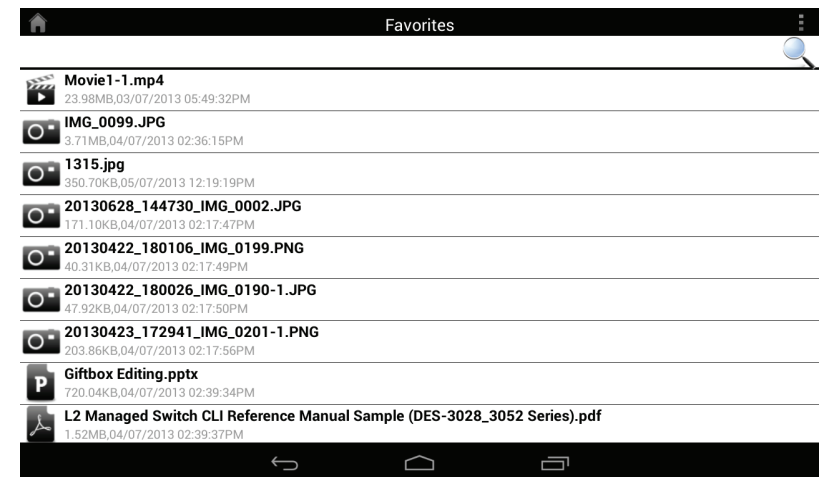 Favorites
Movie1-1.mp4
23.98MB,03/07/2013 05:49:32PM
IMG_0099.JPG
3.71MB,04/07/2013 02:36:15PM
1315.jpg
350.70KB,05/07/2013 12:19:19PM
20130628_144730_IMG_0002.JPG
171.10KB,04/07/2013 02:17:47PM
20130422_180106_IMG_0199.PNG
40.31KB,04/07/2013 02:17:49PM
20130422_180026_IMG_0190-1.JPG
47.92KB,04/07/2013 02:17:50PM
20130423_172941_IMG_0201-1.PNG
203.86KB,04/07/2013 02:17:56PM
P
Giftbox Editing.pptx
720.04KB,04/07/2013 02:39:34PM
L2 Managed Switch CLI Reference Manual Sample (DES-3028_3052 Series).pdf
1.52MB,04/07/2013 02:39:37PM